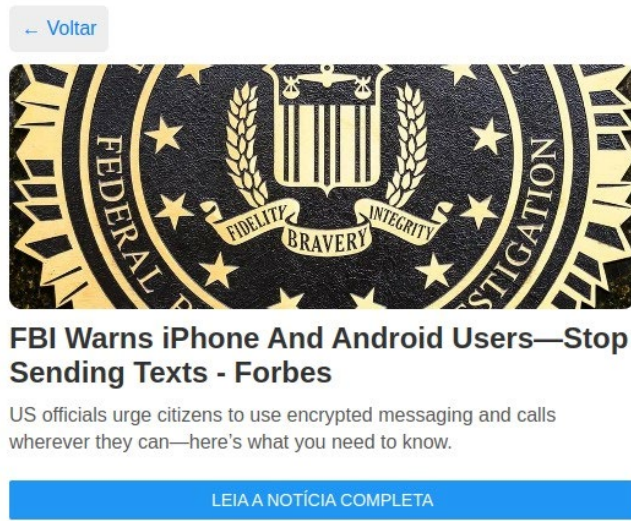 ← Voltar
FEDERAL
FIDELITY
BRAVERY
INTEGRITY
FBI Warns iPhone And Android Users—Stop
Sending Texts - Forbes
US officials urge citizens to use encrypted messaging and calls
wherever they can—here’s what you need to know.
LEIA A NOTÍCIA COMPLETA